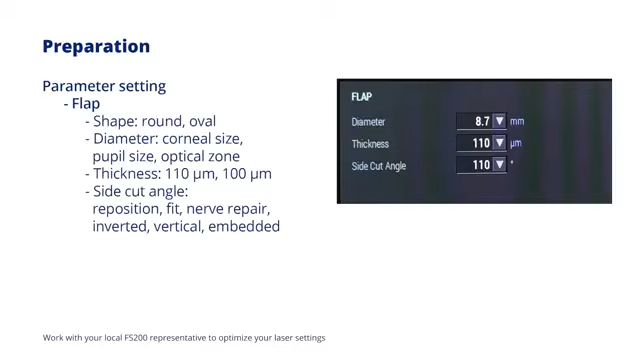 Preparation
Parameter setting
- Flap
- Shape: round, oval
- Diameter: corneal size,
pupil size, optical zone
- Thickness: 110 µm, 100 µm
- Side cut angle:
reposition, fit, nerve repair,
inverted, vertical, embedded
FLAP
Diameter 8.7 mm
Thickness 110 µm
Side Cut Angle 110 °
Work with your local FS200 representative to optimize your laser settings